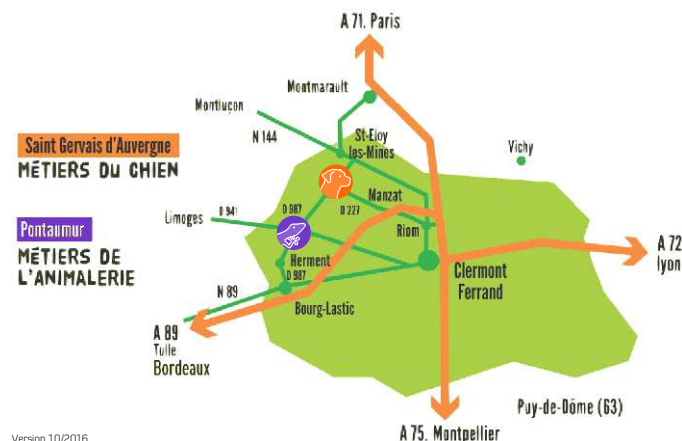 A 71. Paris
Montmarault
Montluçon
N 144
St-Eloy
les-Mines
Vichy
Saint Gervais d'Auvergne
MÉTIERS DU CHIEN
Manzat
D 987
D 227
Limoges
D 941
Riom
Pontaumur
MÉTIERS DE
L'ANIMALERIE
A 72
lyon
Herment
D 987
Clermont
Ferrand
N 89
Bourg-Lastic
A 89
Tulle
Bordeaux
Puy-de-Dôme (63)
A 75. Montpellier
Version 10/2016